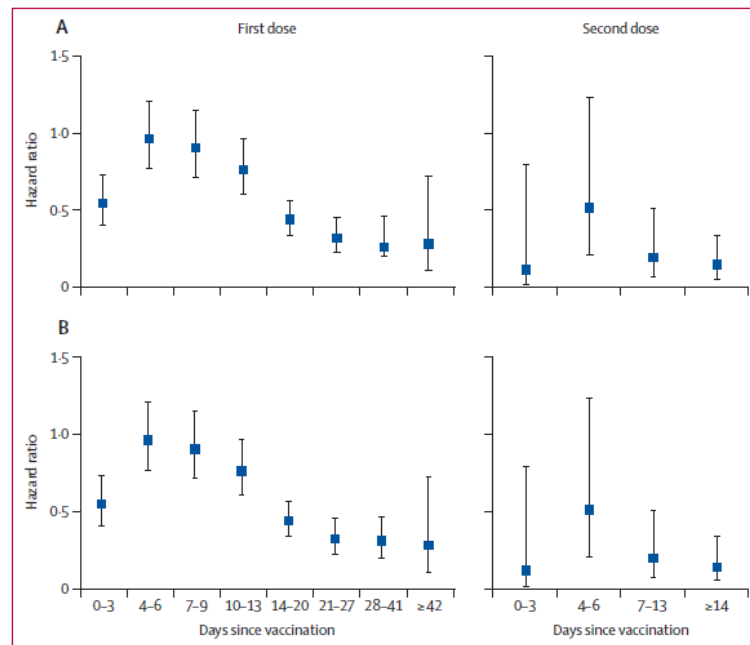 A
First dose
Second dose
1·5
1·0
0·5
0
Hazard ratio
B
1·5
1·0
0·5
0
Hazard ratio
0–3 4–6 7–9 10–13 14–20 21–27 28–41 ≥42
Days since vaccination
0–3 4–6 7–13 ≥14
Days since vaccination